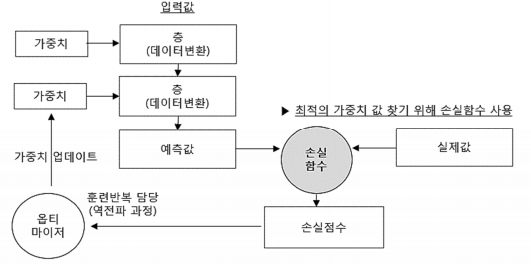 입력값
가중치
층
(데이터변환)
가중치
층
(데이터변환)
▶ 최적의 가중치 값 찾기 위해 손실함수 사용
예측값
손실
함수
실제값
가중치 업데이트
훈련반복 담당
(역전파 과정)
옵티
마이저
손실점수